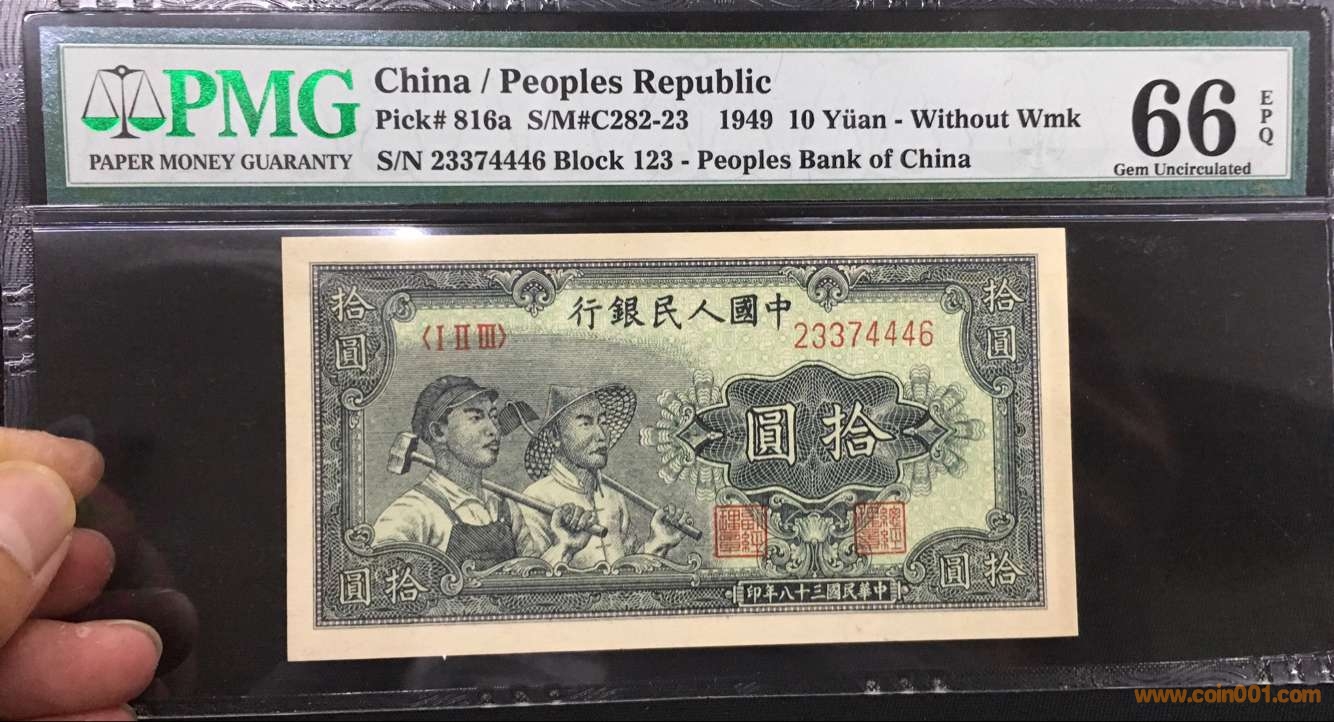 PMG
PAPER MONEY GUARANTY
China / Peoples Republic
Pick# 816a S/M#C282-23 1949 10 Yüan - Without Wmk
S/N 23374446 Block 123 - Peoples Bank of China
66 EPQ
Gem Uncirculated
行銀民人國中
拾圓
拾圓
〈I II III〉
23374446
圓拾
圓拾
圓拾
印年八十三國民華中
www.coin001.com